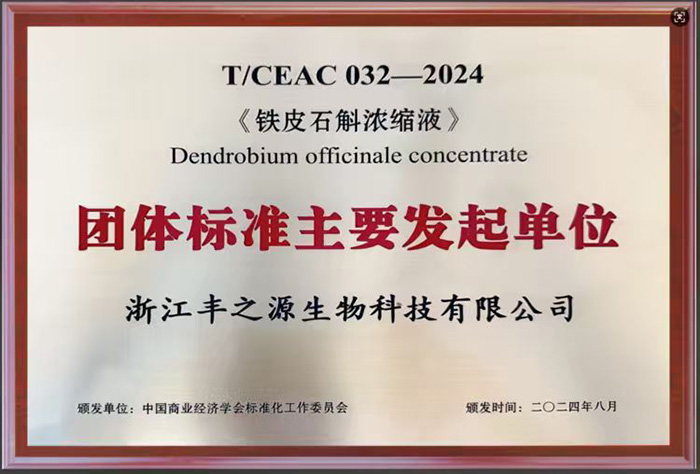 T/CEAC 032—2024
《铁皮石斛浓缩液》
Dendrobium officinale concentrate
团体标准主要发起单位
浙江丰之源生物科技有限公司
颁发单位：中国商业经济学会标准化工作委员会
颁发时间：二〇二四年八月